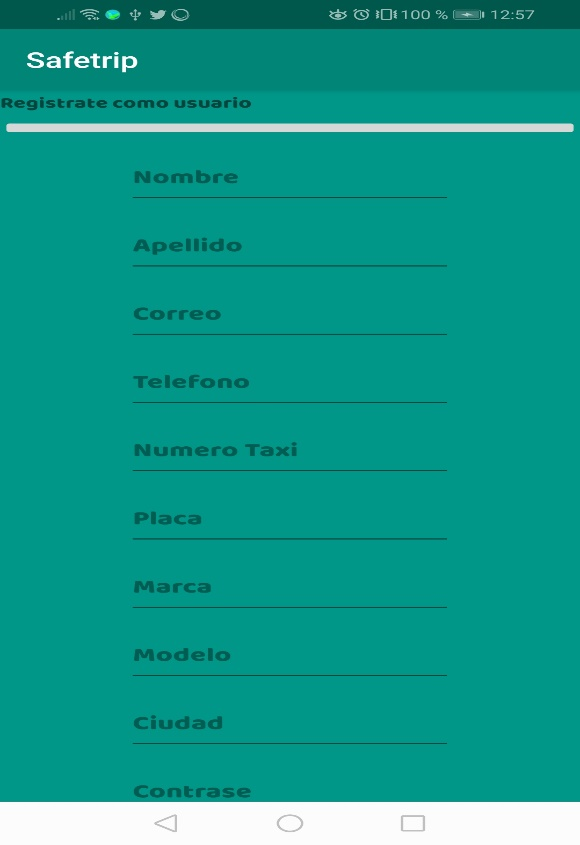 100 % 12:57
Safetrip
Registrate como usuario
Nombre
Apellido
Correo
Telefono
Numero Taxi
Placa
Marca
Modelo
Ciudad
Contrase